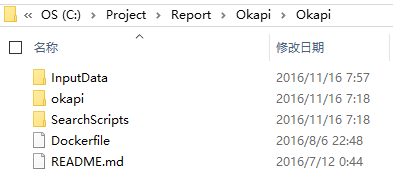 « OS (C:) › Project › Report › Okapi › Okapi
名称 修改日期
InputData 2016/11/16 7:57
okapi 2016/11/16 7:18
SearchScripts 2016/11/16 7:18
Dockerfile 2016/8/6 22:48
README.md 2016/7/12 0:44